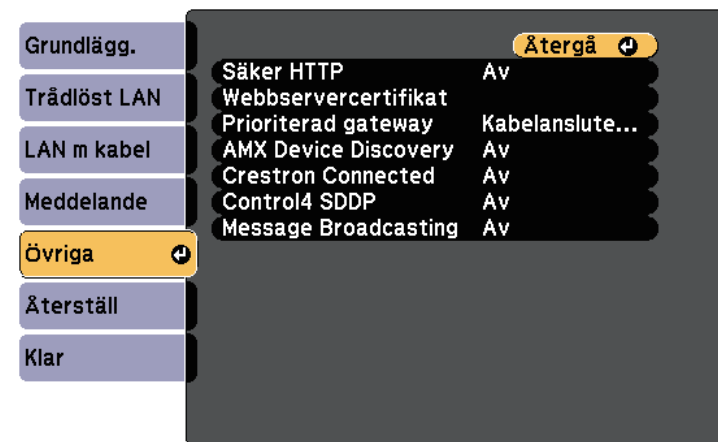 Grundlägg.
Trådlöst LAN
LAN m kabel
Meddelande
Övriga
Återställ
Klar
Återgå
Säker HTTP Av
Webbservercertifikat
Prioriterad gateway Kabelanslute...
AMX Device Discovery Av
Crestron Connected Av
Control4 SDDP Av
Message Broadcasting Av